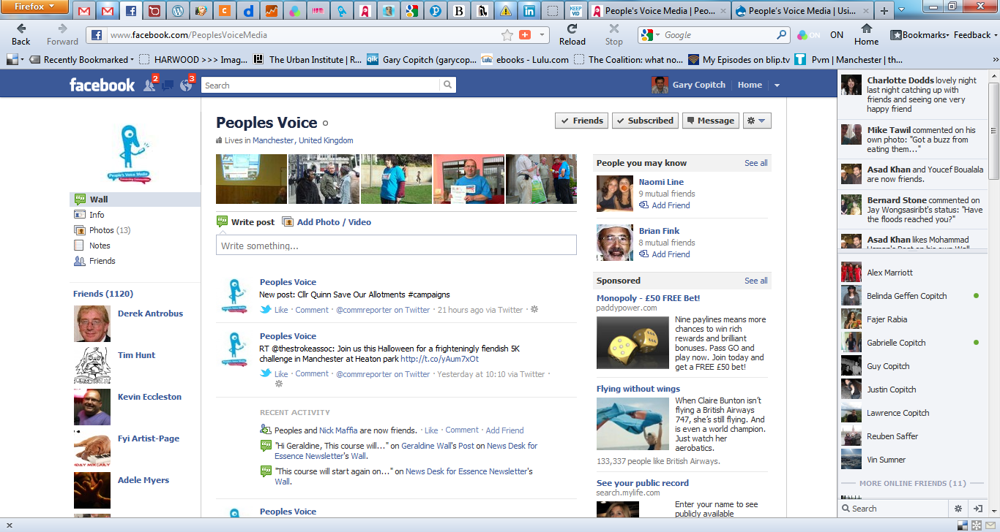 Firefox
People's Voice Media | Peo...
People's Voice Media | Usi...
Back
Forward
www.facebook.com/PeoplesVoiceMedia
Reload
Stop
Google
ON
ON
Home
Bookmarks
Feedback
Recently Bookmarked
HARWOOD >>> Imag...
The Urban Institute | R...
Gary Copitch (garycop...
ebooks - Lulu.com
The Coalition: what no...
My Episodes on blip.tv
Pvm | Manchester | th...
facebook
2
3
Search
Gary Copitch
Home
People's Voice Media
Wall
Info
Photos (13)
Notes
Friends
Friends (1120)
Derek Antrobus
Tim Hunt
Kevin Eccleston
Fyi Artist-Page
Adele Myers
Peoples Voice
Friends
Subscribed
Message
Lives in Manchester, United Kingdom
Write post
Add Photo / Video
Write something...
Peoples Voice
New post: Cllr Quinn Save Our Allotments #campaigns
Like · Comment · @commreporter on Twitter · 21 hours ago via Twitter ·
Peoples Voice
RT @thestrokeassoc: Join us this Halloween for a frighteningly fiendish 5K
challenge in Manchester at Heaton park http://t.co/yAum7xOt
Like · Comment · @commreporter on Twitter · Yesterday at 10:10 via Twitter ·
RECENT ACTIVITY
Peoples and Nick Maffia are now friends. · Like · Comment · Add Friend
"Hi Geraldine, This course will..." on Geraldine Wall's Post on News Desk for
Essence Newsletter's Wall.
"This course will start again on..." on News Desk for Essence Newsletter's
Wall.
Peoples Voice
People you may know
See all
Naomi Line
9 mutual friends
Add Friend
Brian Fink
8 mutual friends
Add Friend
Sponsored
See all
Monopoly - £50 FREE Bet!
paddypower.com
Nine paylines means more
chances to win rich
rewards and brilliant
bonuses. Pass GO and
play now. Join today and
get a FREE £50 bet!
Flying without wings
When Claire Bunton isn't
flying a British Airways
747, she's still flying. And
is even a world champion.
Just watch her
aerobatics.
133,337 people like British Airways.
See your public record
search.mylife.com
Enter your name to see
publicly available
Charlotte Dodds lovely night
last night catching up with
friends and seeing one very
happy friend
Mike Tawil commented on his
own photo: "Got a buzz from
eating them..."
Asad Khan and Youcef Boualala
are now friends.
Bernard Stone commented on
Jay Wongsasiribt's status: "Have
the floods reached you?"
Asad Khan likes Mohammad
Alex Marriott
Belinda Geffen Copitch
Fajer Rabia
Gabrielle Copitch
Guy Copitch
Justin Copitch
Lawrence Copitch
Reuben Saffer
Vin Sumner
MORE ONLINE FRIENDS (11)
Search